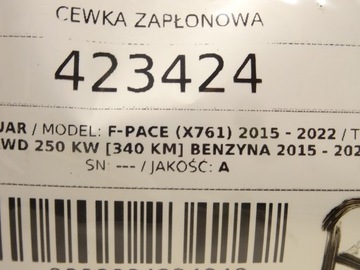 CEWKA ZAPŁONOWA
423424
UAR / MODEL: F-PACE (X761) 2015 - 2022 / T
WD 250 KW [340 KM] BENZYNA 2015 - 202
SN: --- / JAKOŚĆ: A